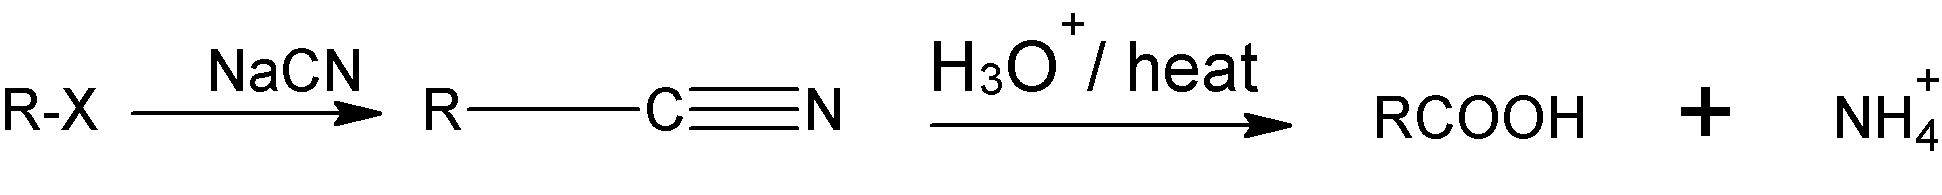 R-X NaCN R C N H3O+/ heat RCOOH + NH4+